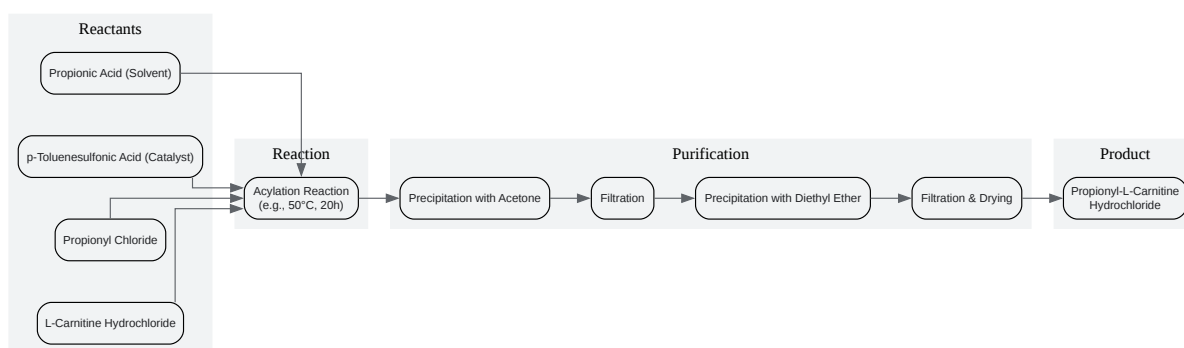 Reactants
Propionic Acid (Solvent)
p-Toluenesulfonic Acid (Catalyst)
Propionyl Chloride
L-Carnitine Hydrochloride
Reaction
Acylation Reaction
(e.g., 50°C, 20h)
Purification
Precipitation with Acetone
Filtration
Precipitation with Diethyl Ether
Filtration & Drying
Product
Propionyl-L-Carnitine
Hydrochloride